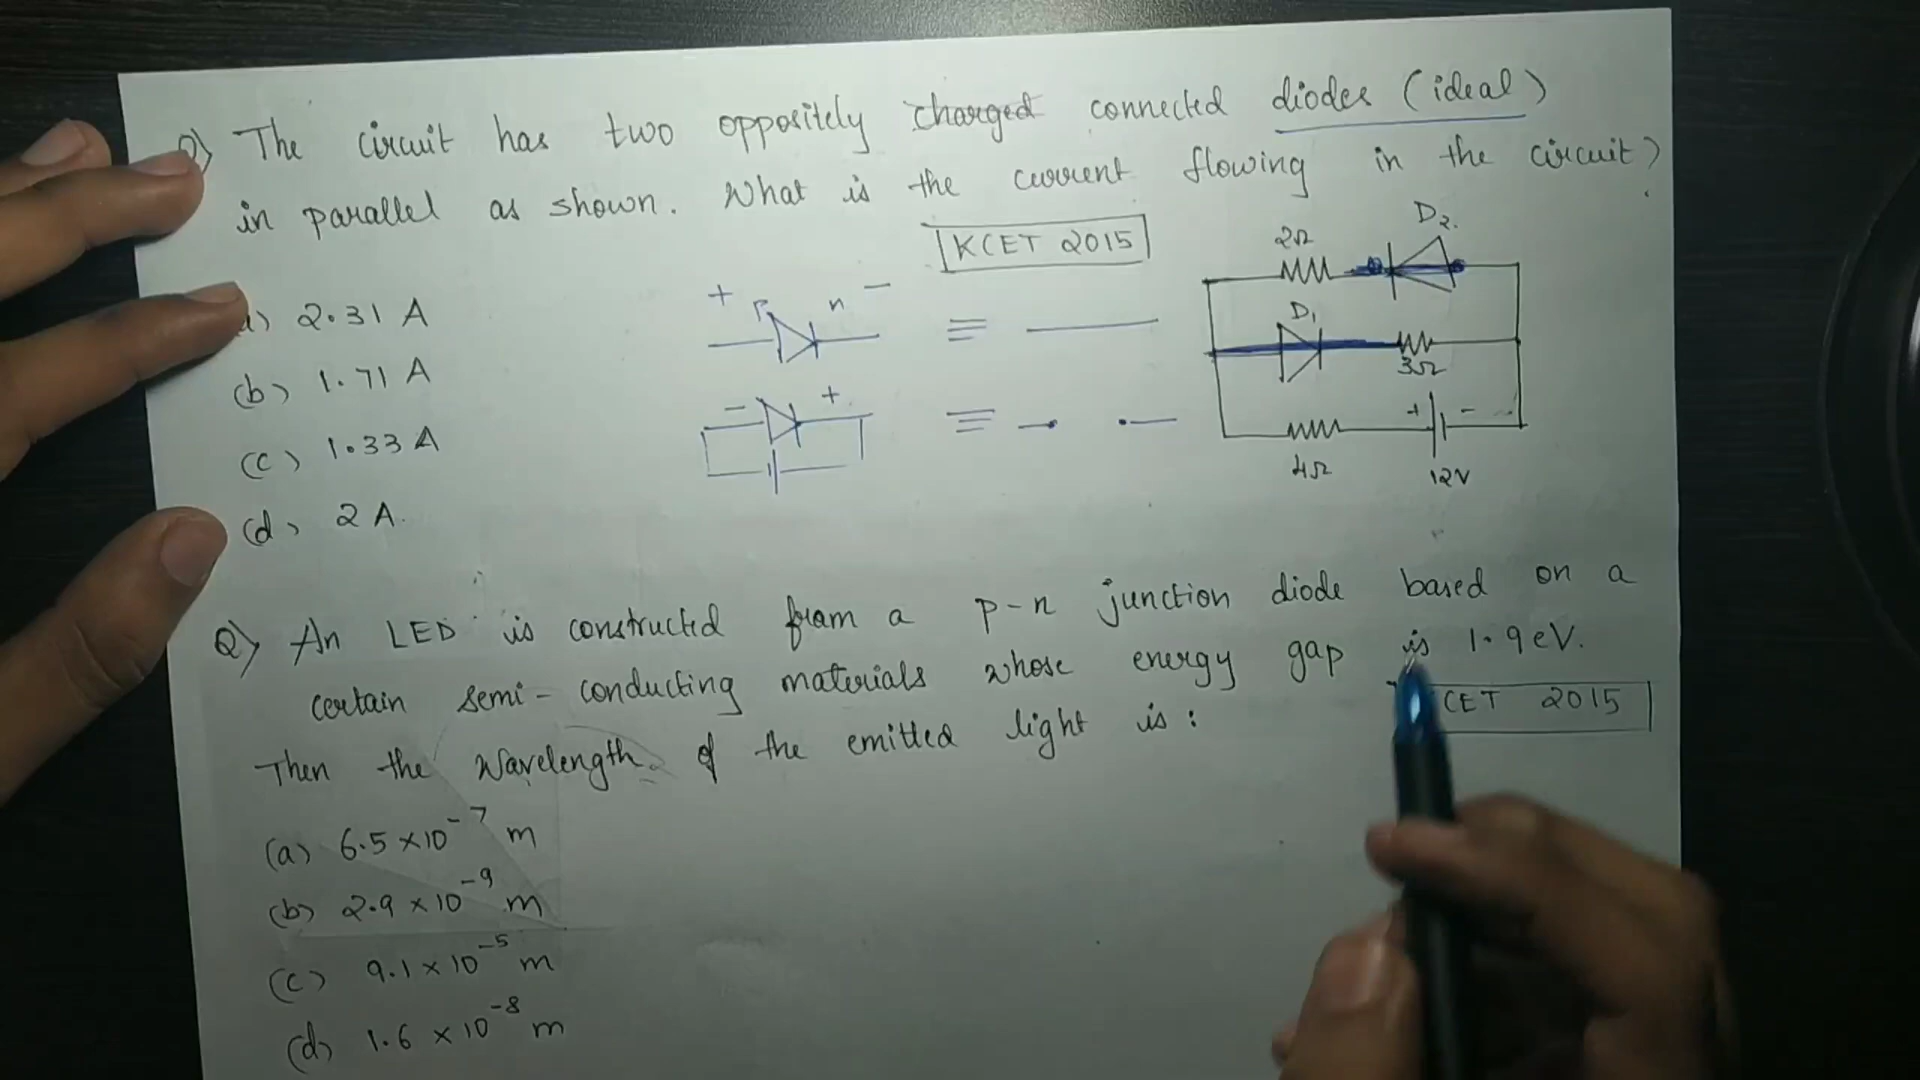 Q) The circuit has two oppositely charged connected diodes (ideal)
in parallel as shown. What is the current flowing in the circuit?
KCET 2015
(a) 2.31 A
(b) 1.71 A
(c) 1.33 A
(d) 2 A.
+ P n - ≡
- + ≡
2Ω D2.
D1
3Ω
+ -
4Ω 12V
Q) An LED is constructed from a p-n junction diode based on a
certain semi-conducting materials whose energy gap is 1.9eV.
Then the wavelength of the emitted light is:
CET 2015
(a) 6.5×10⁻⁷ m
(b) 2.9×10⁻⁹ m
(c) 9.1×10⁻⁵ m
(d) 1.6×10⁻⁸ m